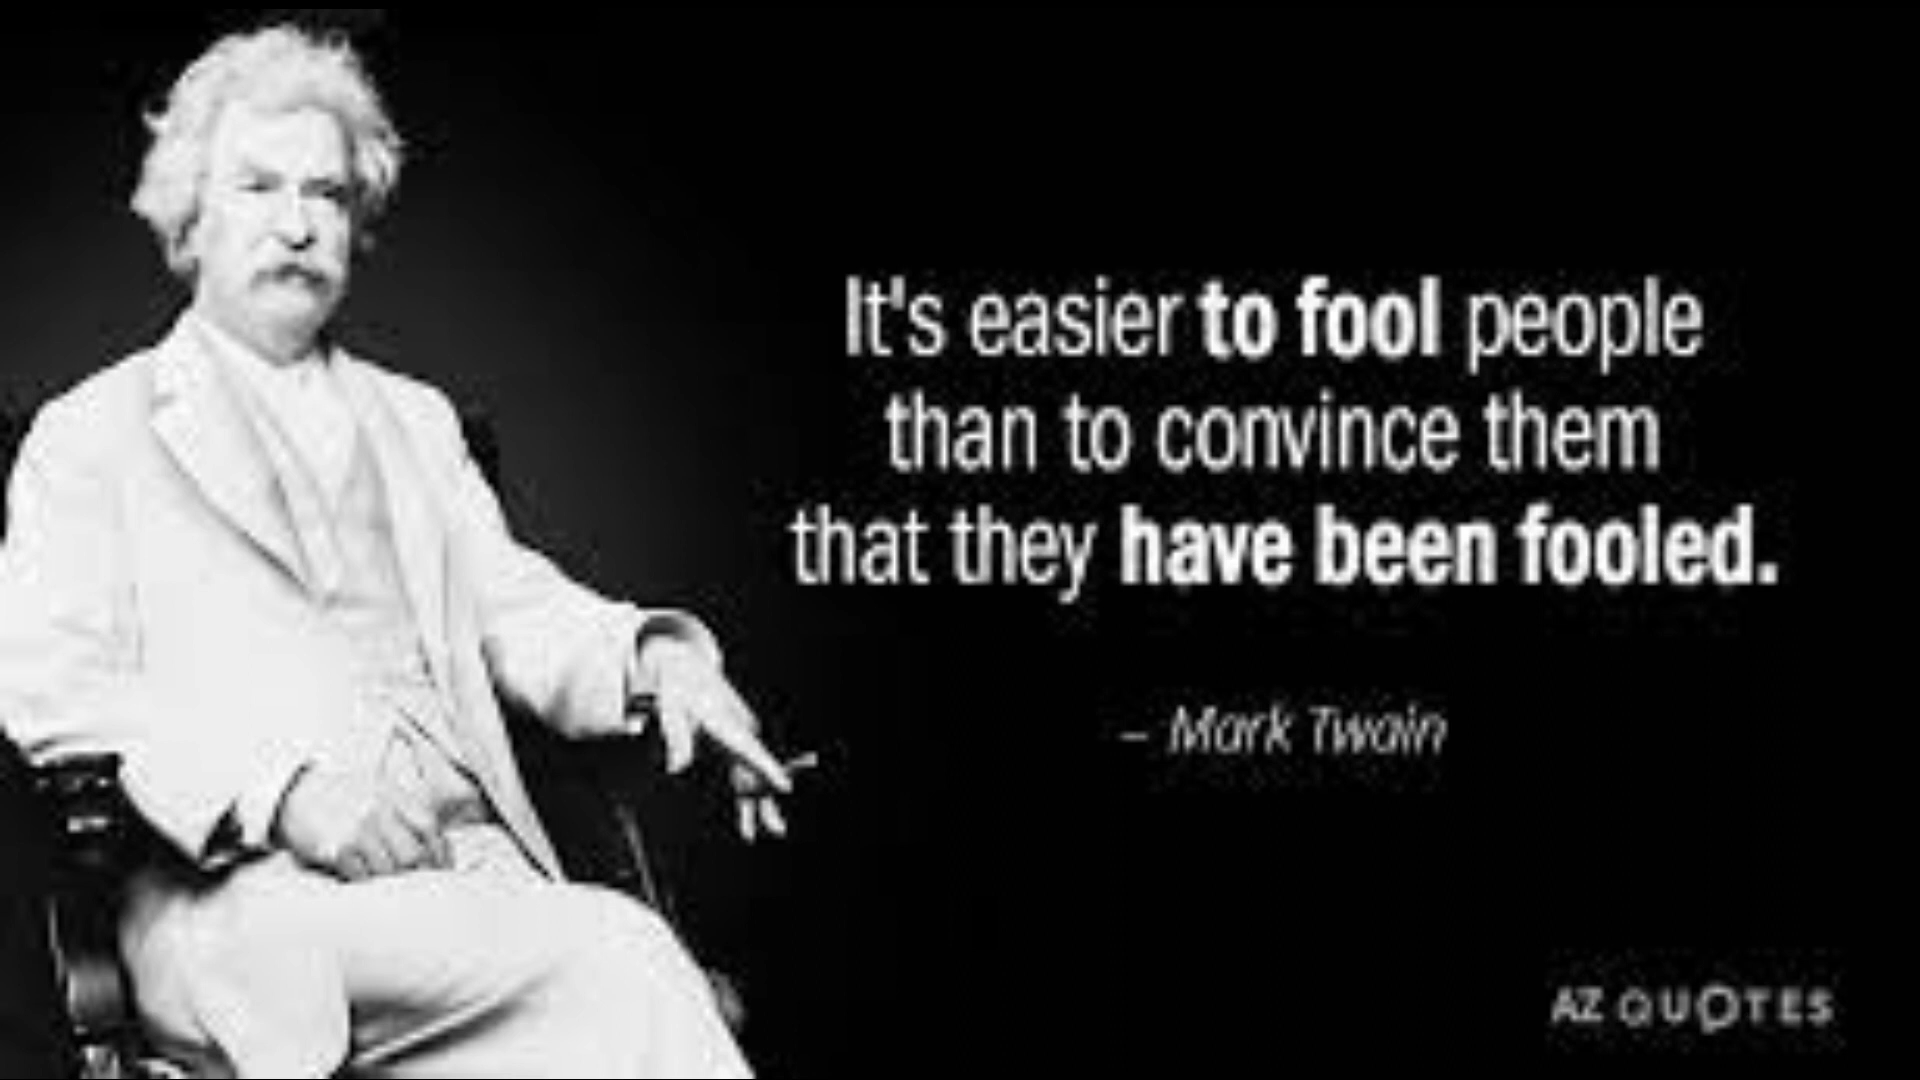 It's easier to fool people
than to convince them
that they have been fooled.
– Mark Twain
AZ QUOTES